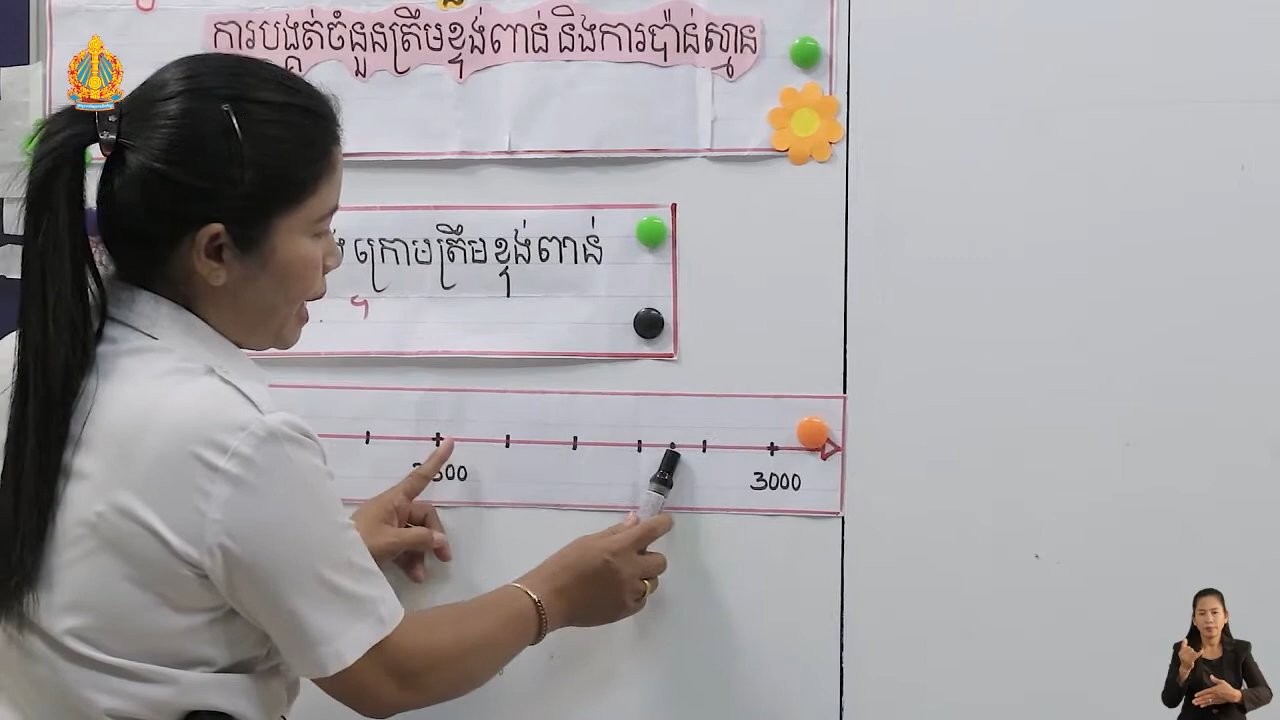 ការបង្គត់ចំនួនត្រឹមខ្ទង់ពាន់ និងការប៉ាន់ស្មាន
ក្រោមត្រឹមខ្ទង់ពាន់
ๆ
3000